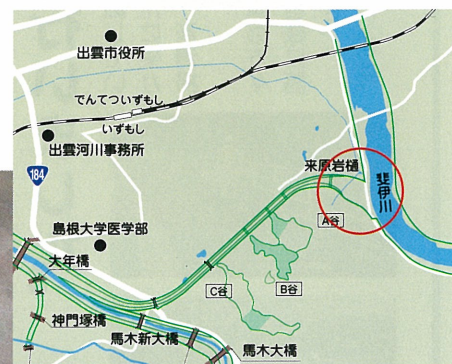 出雲市役所
でんてついずもし
いずもし
出雲河川事務所
来原岩樋
斐伊川
184
A谷
島根大学医学部
大年橋
B谷
C谷
神門塚橋
馬木新大橋
馬木大橋